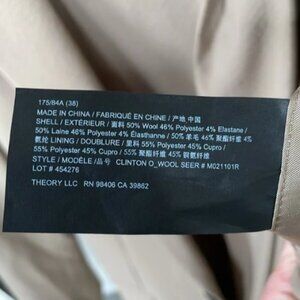 175/84A (38)
MADE IN CHINA / FABRIQUÉ EN CHINE / 产地 中国
SHELL / EXTÉRIEUR / 面料 50% Wool 46% Polyester 4% Elastane/
50% Laine 46% Polyester 4% Élasthanne / 50% 羊毛 46% 聚酯纤维 4%
氨纶 LINING / DOUBLURE / 里料 55% Polyester 45% Cupro /
55% Polyester 45% Cupro / 55% 聚酯纤维 45% 铜氨纤维
STYLE / MODÈLE /品号 CLINTON O_WOOL SEER # M021101R
LOT # 454276
THEORY LLC RN 98406 CA 39862